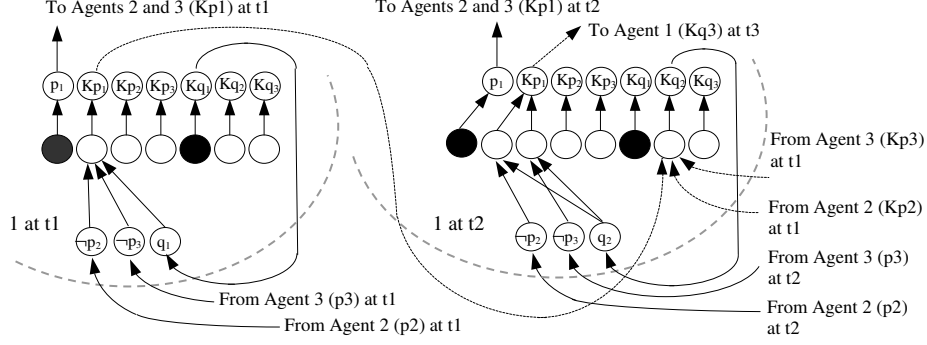 To Agents 2 and 3 (Kp1) at t1
To Agents 2 and 3 (Kp1) at t2
To Agent 1 (Kq3) at t3
p1 Kp1 Kp2 Kp3 Kq1 Kq2 Kq3
p1 Kp1 Kp2 Kp3 Kq1 Kq2 Kq3
From Agent 3 (Kp3)
at t1
1 at t1
1 at t2
From Agent 2 (Kp2)
at t1
¬p2 ¬p3 q1
¬p2 ¬p3 q2
From Agent 3 (p3)
at t2
From Agent 3 (p3) at t1
From Agent 2 (p2)
at t2
From Agent 2 (p2) at t1